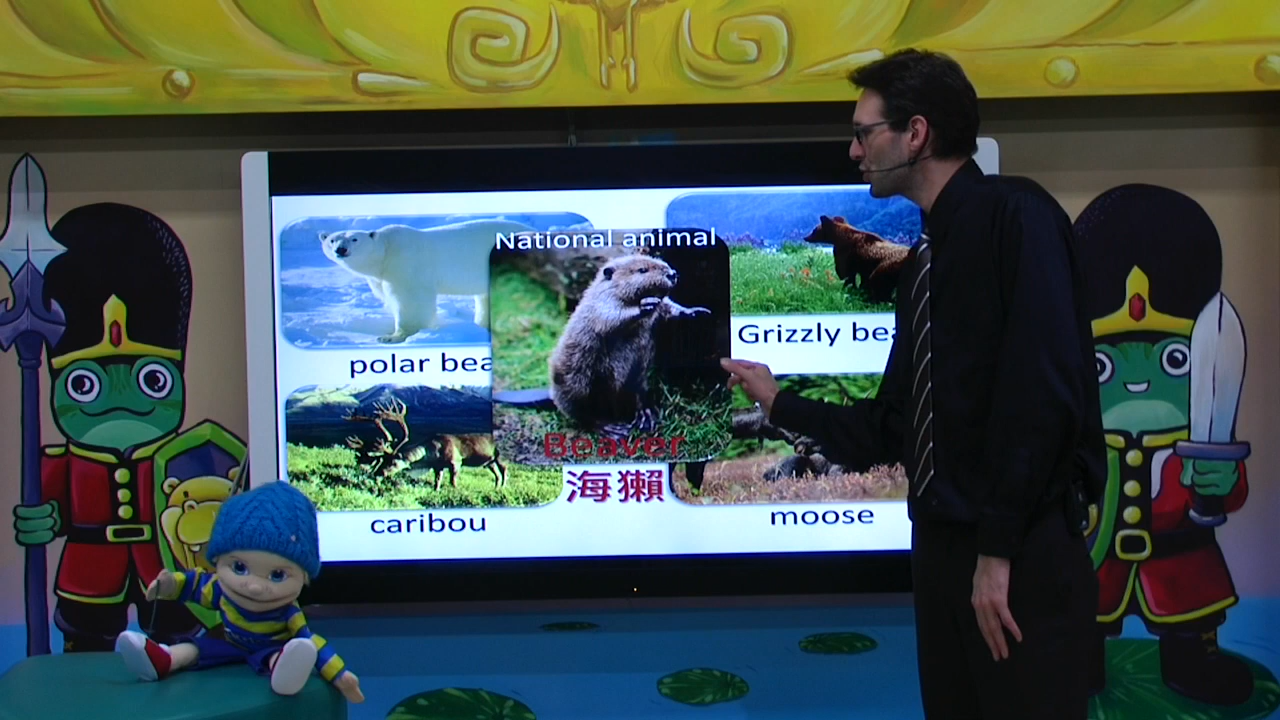 National animal
polar bea
Grizzly bea
Beaver
海獺
caribou
moose